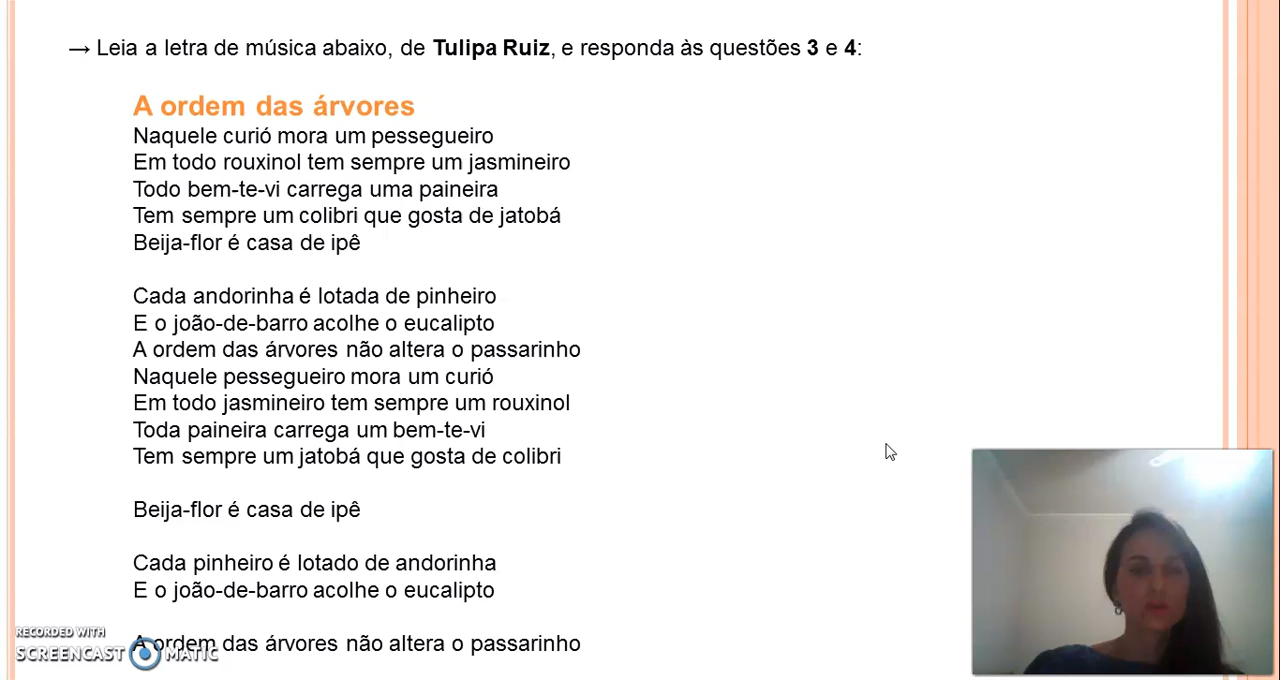 → Leia a letra de música abaixo, de Tulipa Ruiz, e responda às questões 3 e 4:
A ordem das árvores
Naquele curió mora um pessegueiro
Em todo rouxinol tem sempre um jasmineiro
Todo bem-te-vi carrega uma paineira
Tem sempre um colibri que gosta de jatobá
Beija-flor é casa de ipê
Cada andorinha é lotada de pinheiro
E o joão-de-barro acolhe o eucalipto
A ordem das árvores não altera o passarinho
Naquele pessegueiro mora um curió
Em todo jasmineiro tem sempre um rouxinol
Toda paineira carrega um bem-te-vi
Tem sempre um jatobá que gosta de colibri
Beija-flor é casa de ipê
Cada pinheiro é lotado de andorinha
E o joão-de-barro acolhe o eucalipto
A ordem das árvores não altera o passarinho
RECORDED WITH
SCREENCAST MATIC